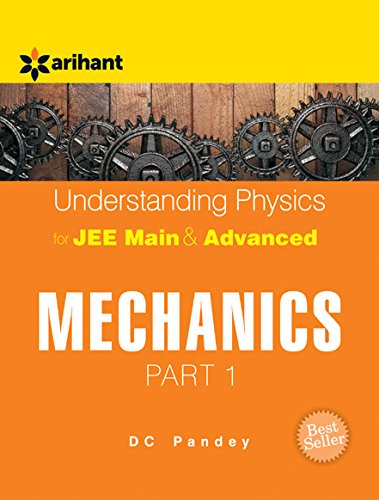 arihant
Understanding Physics
for JEE Main & Advanced
MECHANICS
PART 1
Best
Seller
DC Pandey